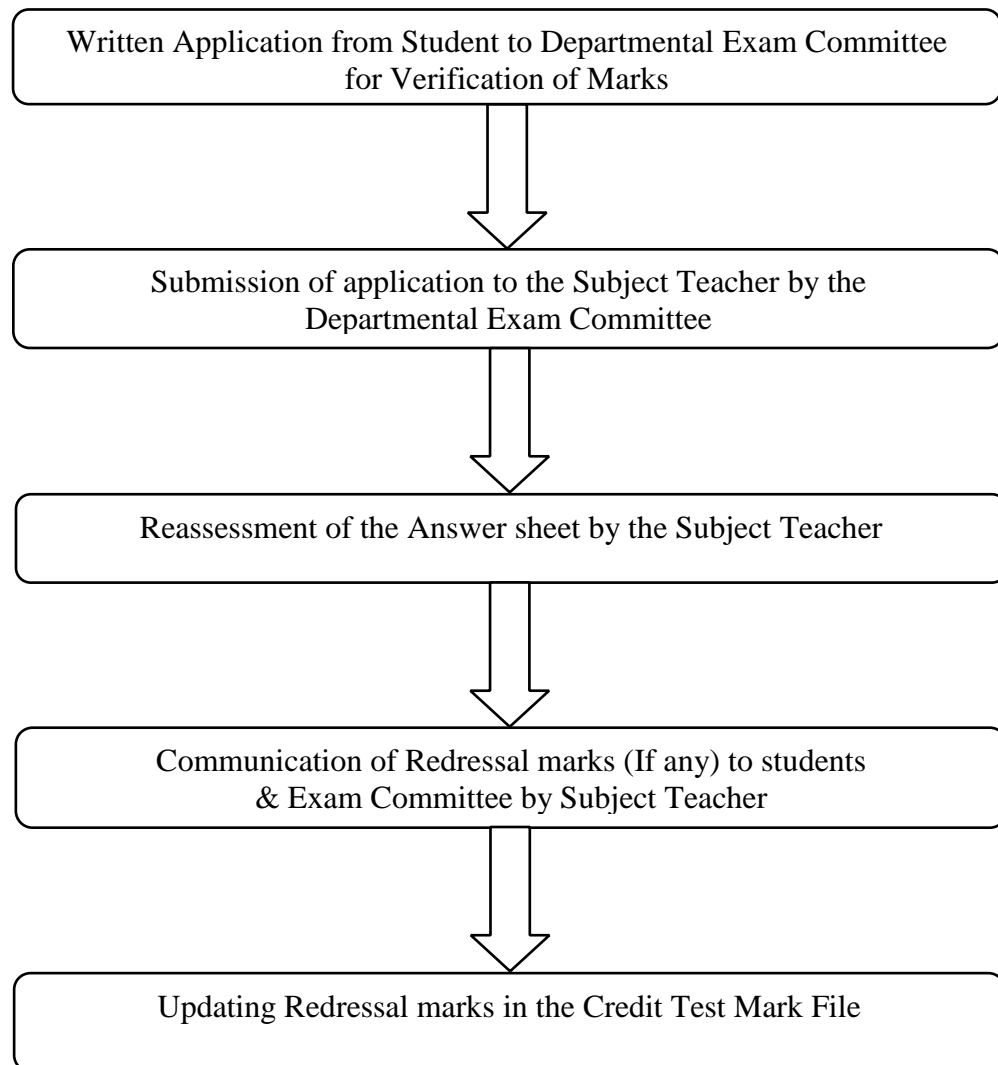 Written Application from Student to Departmental Exam Committee
for Verification of Marks
Submission of application to the Subject Teacher by the
Departmental Exam Committee
Reassessment of the Answer sheet by the Subject Teacher
Communication of Redressal marks (If any) to students
& Exam Committee by Subject Teacher
Updating Redressal marks in the Credit Test Mark File